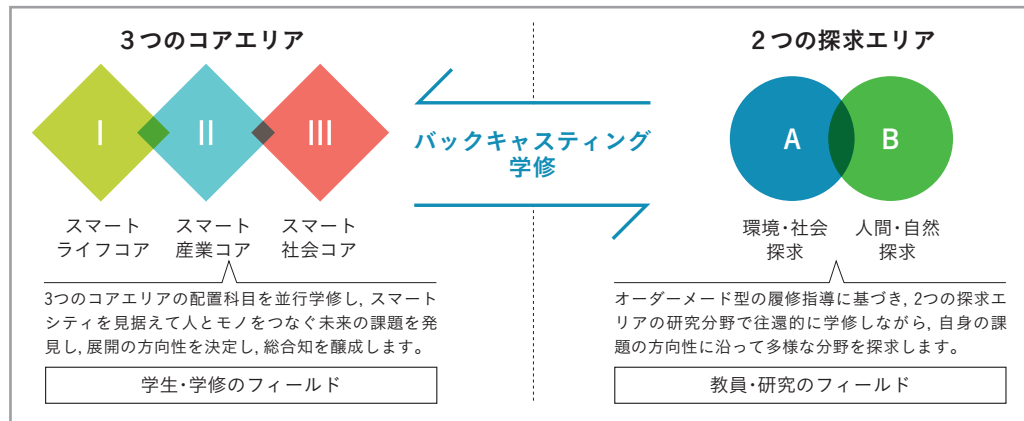 3つのコアエリア
I
II
III
スマート
ライフコア
スマート
産業コア
スマート
社会コア
3つのコアエリアの配置科目を並行学修し, スマート
シティを見据えて人とモノをつなぐ未来の課題を発
見し, 展開の方向性を決定し, 総合知を醸成します。
学生・学修のフィールド
バックキャスティング
学修
2つの探求エリア
A
B
環境・社会
探求
人間・自然
探求
オーダーメード型の履修指導に基づき, 2つの探求エ
リアの研究分野で往還的に学修しながら, 自身の課
題の方向性に沿って多様な分野を探求します。
教員・研究のフィールド